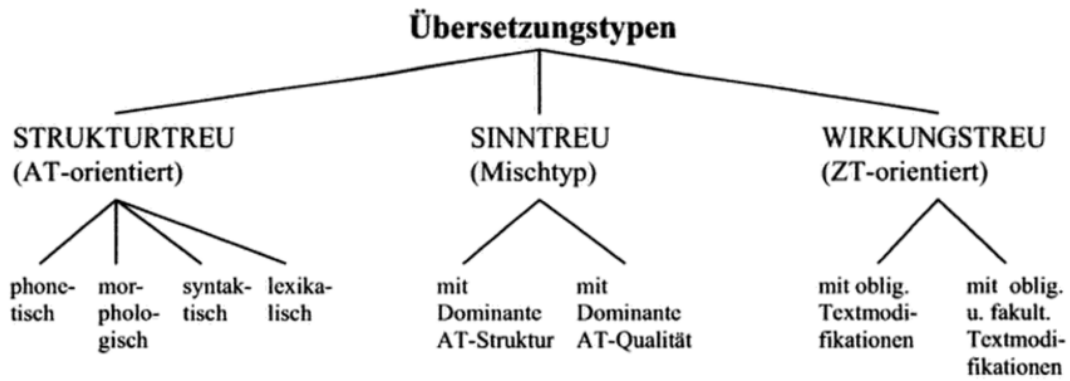 Übersetzungstypen
STRUKTURTREU
(AT-orientiert)
SINNTREU
(Mischtyp)
WIRKUNGSTREU
(ZT-orientiert)
phone-
tisch
mor-
pholo-
gisch
syntak-
tisch
lexika-
lisch
mit
Dominante
AT-Struktur
mit
Dominante
AT-Qualität
mit oblig.
Textmodi-
fikationen
mit oblig.
u. fakult.
Textmodi-
fikationen